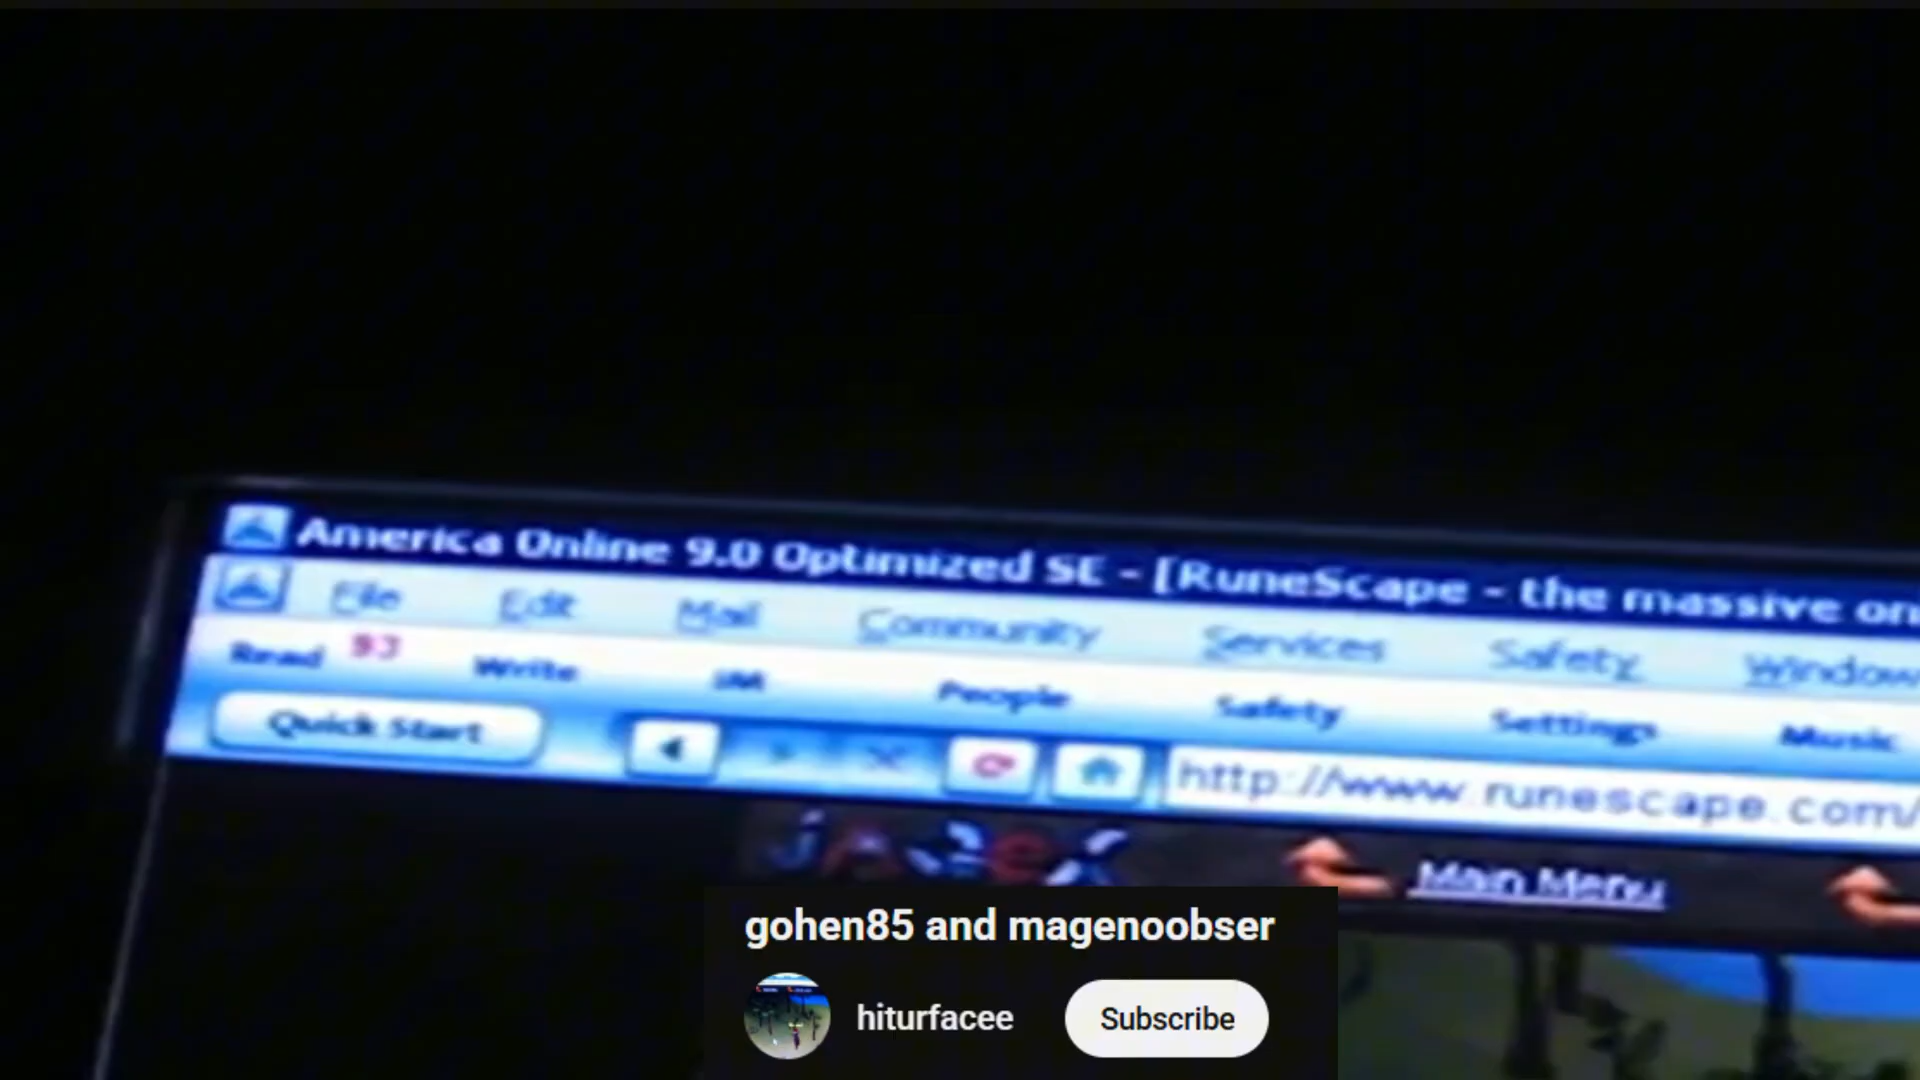 America Online 9.0 Optimized SE - [RuneScape - the massive on
File Edit Mail Community Services Safety Window
Read 93 Write IM People Safety Settings Music
Quick Start http://www.runescape.com/
JAGEX Main Menu
gohen85 and magenoobser
hiturfacee Subscribe